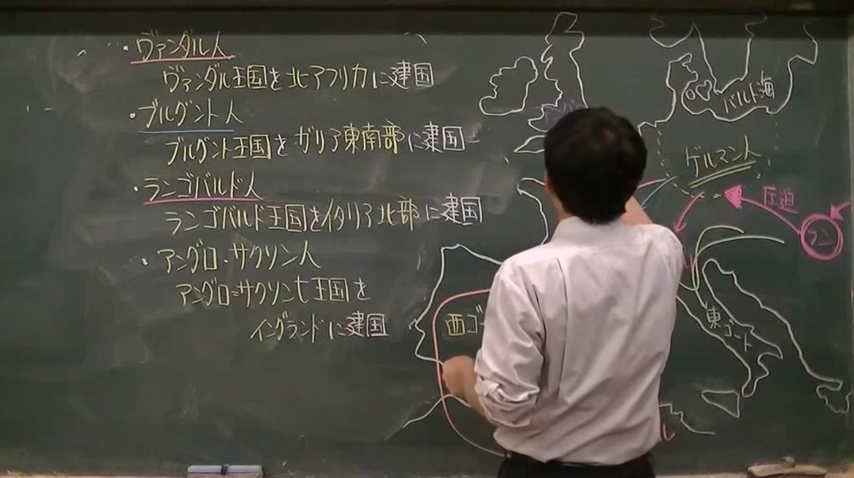 ・ヴァンダル人
ヴァンダル王国を北アフリカに建国
・ブルグント人
ブルグント王国をガリア東南部に建国
・ランゴバルド人
ランゴバルド王国をイタリア北部に建国
・アングロ・サクソン人
アングロ=サクソン七王国を
イングランドに建国
バルト海
ゲルマン人
圧迫
フン
東ゴート
西ゴ